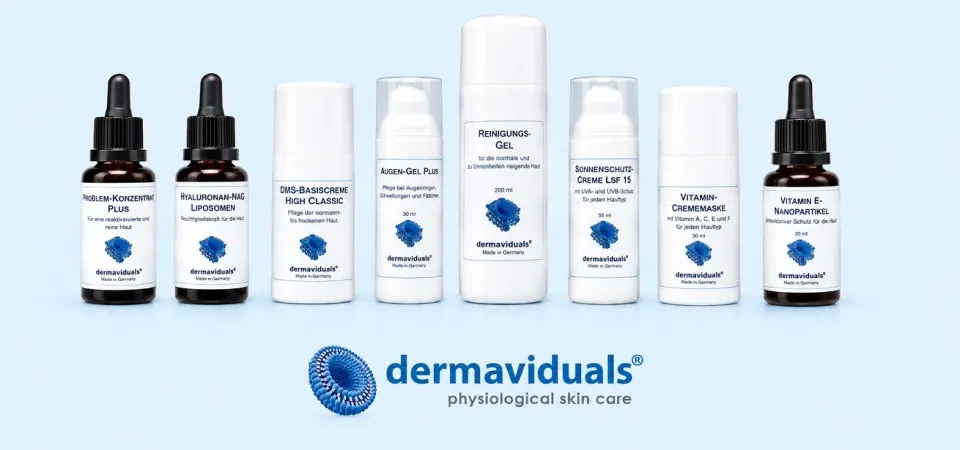 PROBLEM-KONZENTRAT
PLUS
Für eine reaktivisvierte und
reine Haut
dermaviduals®
Made in Germany
HYALURONAN-NAG
LIPOSOMEN
Feuchtigkeitskraft für die Haut
dermaviduals®
Made in Germany
DMS-BASISCREME
HIGH CLASSIC
Pflege der normalen-
bis trockenen Haut
dermaviduals®
Made in Germany
AUGEN-GEL PLUS
Pflege bei Augenringen,
Schwellungen und Fältchen
30 ml
dermaviduals®
Made in Germany
REINIGUNGS-
GEL
für die normale und
zu Unreinheiten neigende Haut
200 ml
dermaviduals®
Made in Germany
SONNENSCHUTZ-
CREME LSF 15
mit UVA- und UVB-Schutz
für jeden Hauttyp
50 ml
dermaviduals®
Made in Germany
VITAMIN-
CREMEMASKE
mit Vitamin A, C, E und F
für jeden Hauttyp
50 ml
dermaviduals®
Made in Germany
VITAMIN E-
NANOPARTIKEL
Antioxidativer Schutz für die Haut
20 ml
dermaviduals®
Made in Germany
dermaviduals®
physiological skin care